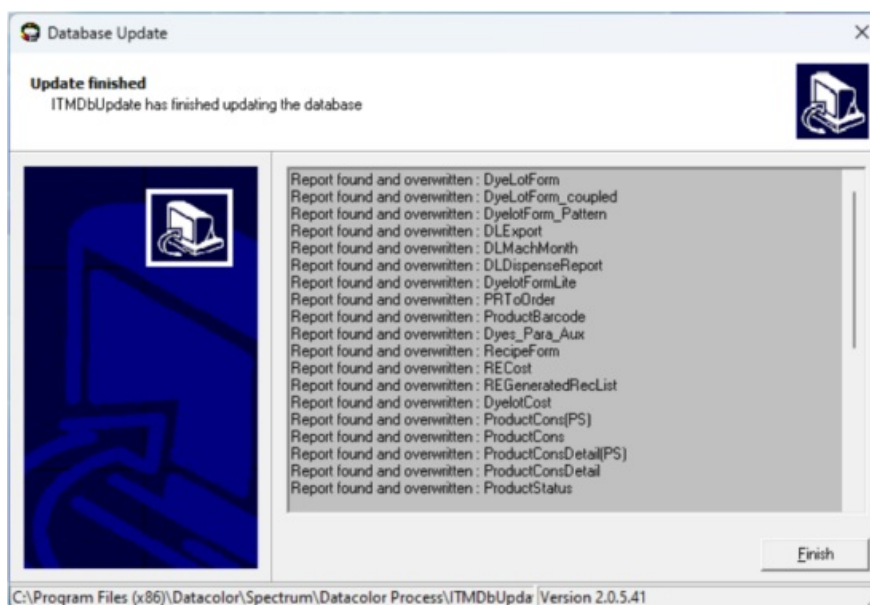 Database Update
Update finished
ITMDbUpdate has finished updating the database
Report found and overwritten : DyeLotForm
Report found and overwritten : DyeLotForm_coupled
Report found and overwritten : DyelotForm_Pattern
Report found and overwritten : DLExport
Report found and overwritten : DLMachMonth
Report found and overwritten : DLDispenseReport
Report found and overwritten : DyelotFormLite
Report found and overwritten : PRToOrder
Report found and overwritten : ProductBarcode
Report found and overwritten : Dyes_Para_Aux
Report found and overwritten : RecipeForm
Report found and overwritten : RECost
Report found and overwritten : REGeneratedRecList
Report found and overwritten : DyelotCost
Report found and overwritten : ProductCons(PS)
Report found and overwritten : ProductCons
Report found and overwritten : ProductConsDetail(PS)
Report found and overwritten : ProductConsDetail
Report found and overwritten : ProductStatus
Finish
C:\Program Files (x86)\Datacolor\Spectrum\Datacolor Process\ITMDbUpda Version 2.0.5.41